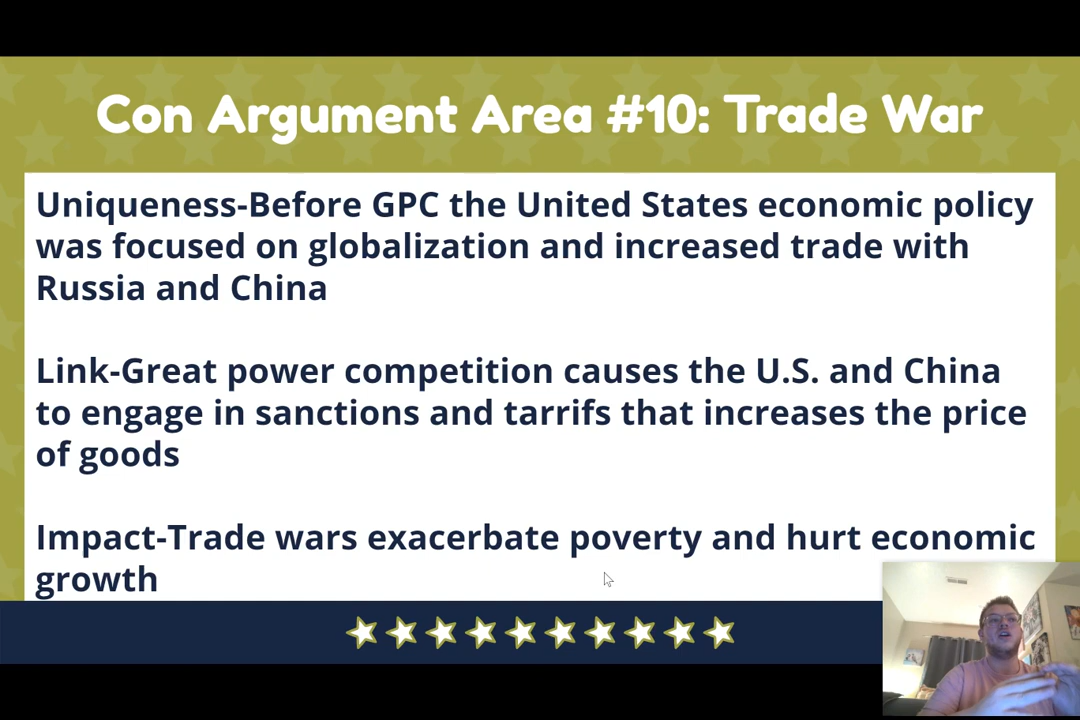 Con Argument Area #10: Trade War
Uniqueness-Before GPC the United States economic policy
was focused on globalization and increased trade with
Russia and China
Link-Great power competition causes the U.S. and China
to engage in sanctions and tarrifs that increases the price
of goods
Impact-Trade wars exacerbate poverty and hurt economic
growth